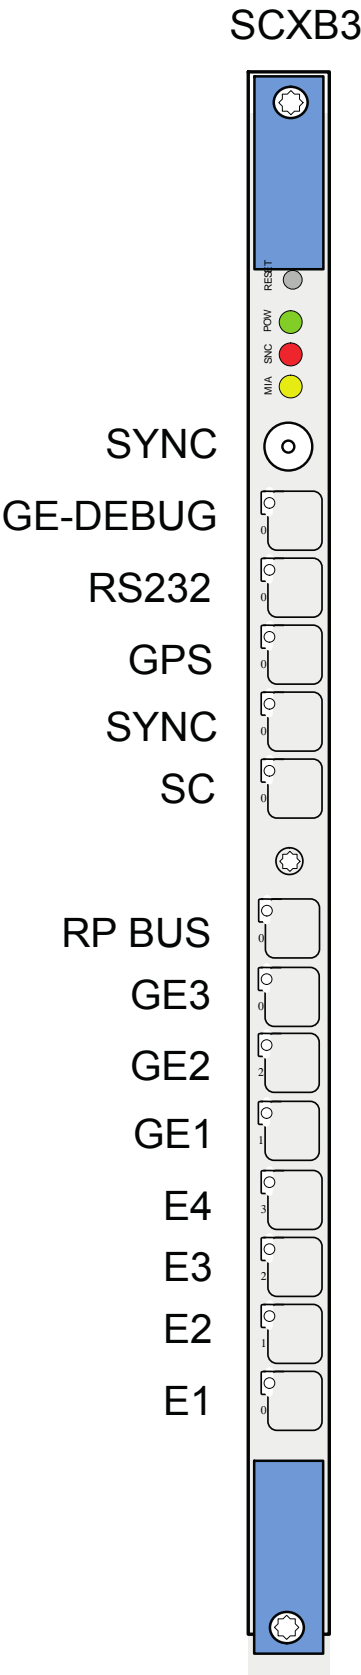 SCXB3
RESET
POW
SNC
MIA
SYNC
GE-DEBUG
0
RS232
0
GPS
0
SYNC
0
SC
0
RP BUS
0
GE3
0
GE2
2
GE1
1
E4
3
E3
2
E2
1
E1
0